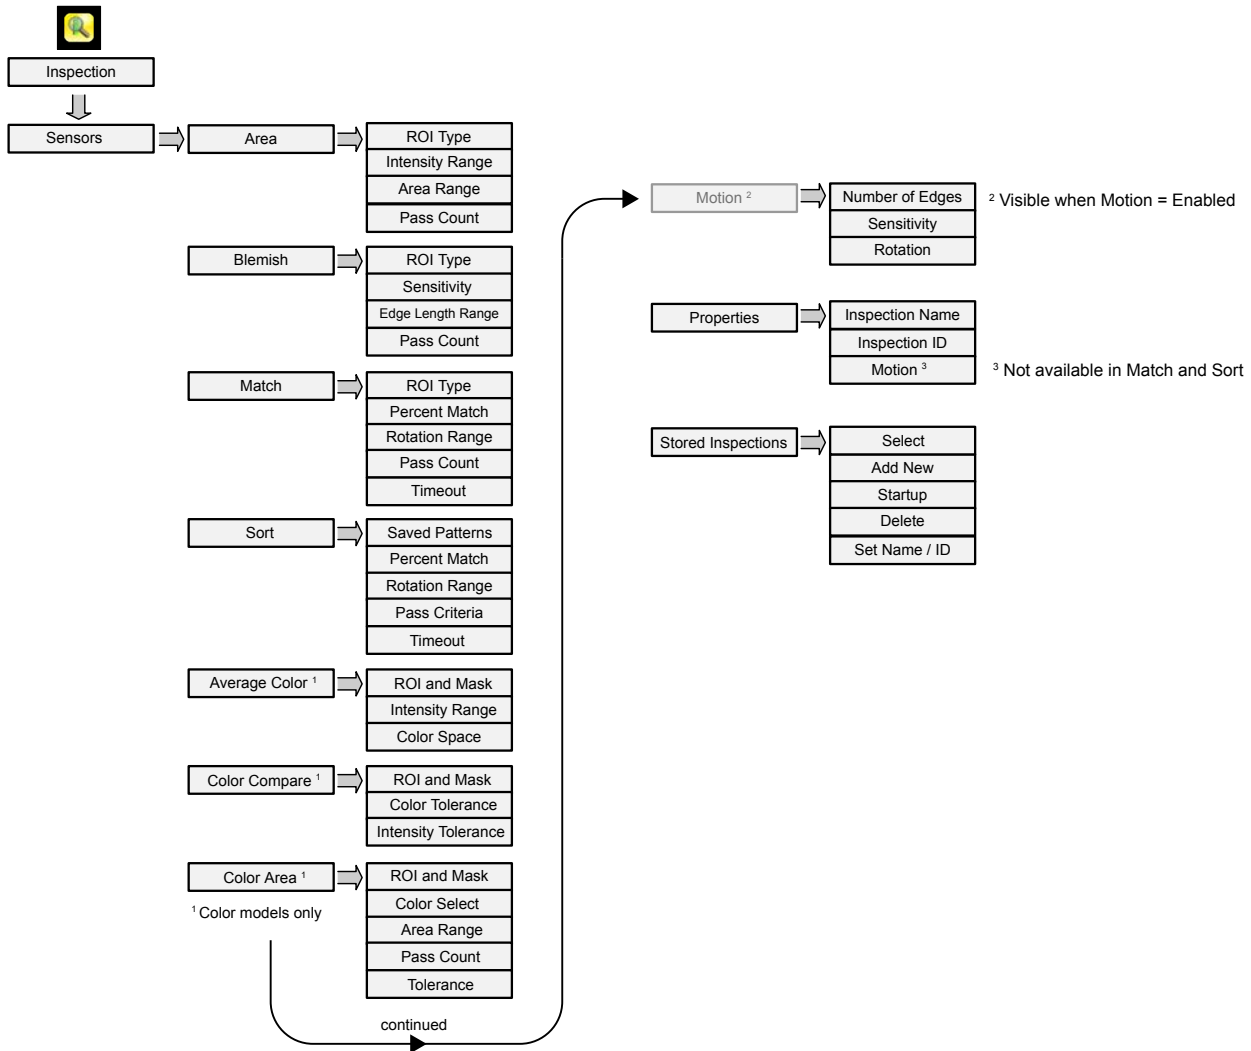 Inspection
Sensors
Area
ROI Type
Intensity Range
Area Range
Pass Count
Blemish
ROI Type
Sensitivity
Edge Length Range
Pass Count
Match
ROI Type
Percent Match
Rotation Range
Pass Count
Timeout
Sort
Saved Patterns
Percent Match
Rotation Range
Pass Criteria
Timeout
Average Color ¹
ROI and Mask
Intensity Range
Color Space
Color Compare ¹
ROI and Mask
Color Tolerance
Intensity Tolerance
Color Area ¹
ROI and Mask
Color Select
Area Range
Pass Count
Tolerance
¹ Color models only
continued
Motion ²
Number of Edges
Sensitivity
Rotation
² Visible when Motion = Enabled
Properties
Inspection Name
Inspection ID
Motion ³
³ Not available in Match and Sort
Stored Inspections
Select
Add New
Startup
Delete
Set Name / ID